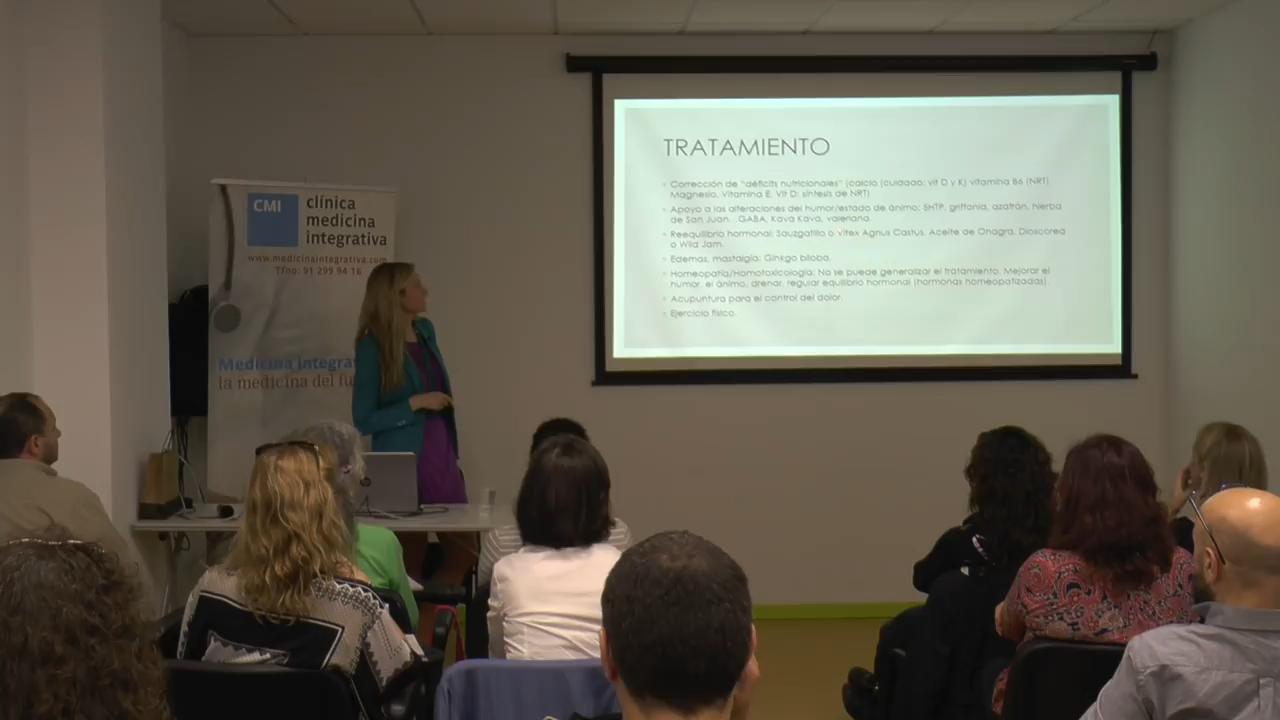 CMI
clínica
medicina
integrativa
www.medicinaintegrativa.com
Tfno: 91 299 94 16
Medicina integra
la medicina del fu
TRATAMIENTO
Corrección de "déficits nutricionales" (calcio (cuidado: vit D y K) vitamina B6 (NRT)
Magnesio, Vitamina E, Vit D: síntesis de NRT)
Apoyo a las alteraciones del humor/estado de ánimo: 5HTP, griffonia, azafrán, hierba
de San Juan, GABA, Kava Kava, valeriana.
Reequilibrio hormonal: Sauzgatillo o Vitex Agnus Castus, Aceite de Onagra, Dioscorea
o Wild Jam.
Edemas, mastalgia: Ginkgo biloba.
Homeopatía/Homotoxicología: No se puede generalizar el tratamiento. Mejorar el
humor, el ánimo, drenar, regular equilibrio hormonal (hormonas homeopatizadas).
Acupuntura para el control del dolor.
Ejercicio físico.